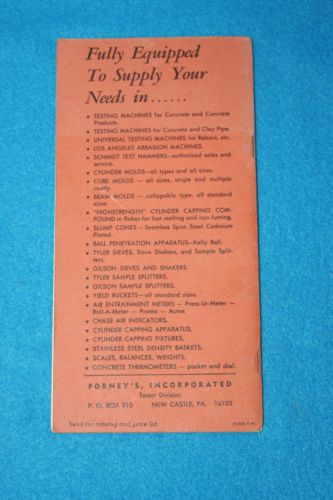 Fully Equipped
To Supply Your
Needs in......
• TESTING MACHINES for Concrete and Concrete
Products.
• TESTING MACHINES for Concrete and Clay Pipe.
• UNIVERSAL TESTING MACHINES for Rebars, etc.
• LOS ANGELES ABRASION MACHINES.
• SCHMIDT TEST HAMMERS—authorized sales and
service.
• CYLINDER MOLDS—all types and all sizes.
• CUBE MOLDS — all sizes, single and multiple
cavity.
• BEAM MOLDS — collapsible type, all standard
sizes.
• "HIGHSTRENGTH" CYLINDER CAPPING COM-
POUND in flakes for fast melting and non-fuming.
• SLUMP CONES — Seamless Spun Steel Cadmium
Plated.
• BALL PENETRATION APPARATUS—Kelly Ball.
• TYLER SIEVES, Sieve Shakers, and Sample Split-
ters.
• GILSON SIEVES AND SHAKERS.
• TYLER SAMPLE SPLITTERS.
• GILSON SAMPLE SPLITTERS.
• YIELD BUCKETS—all standard sizes.
• AIR ENTRAINMENT METERS — Press-Ur-Meter —
Roll-A-Meter — Protex — Acme.
• CHASE AIR INDICATORS.
• CYLINDER CAPPING APPARATUS.
• CYLINDER CAPPING FIXTURES.
• STAINLESS STEEL DENSITY BASKETS.
• SCALES, BALANCES, WEIGHTS.
• CONCRETE THERMOMETERS — pocket and dial.
FORNEY'S, INCORPORATED
Tester Division
P. O. BOX 310 NEW CASTLE, PA. 16103
Send for catalog and price list.